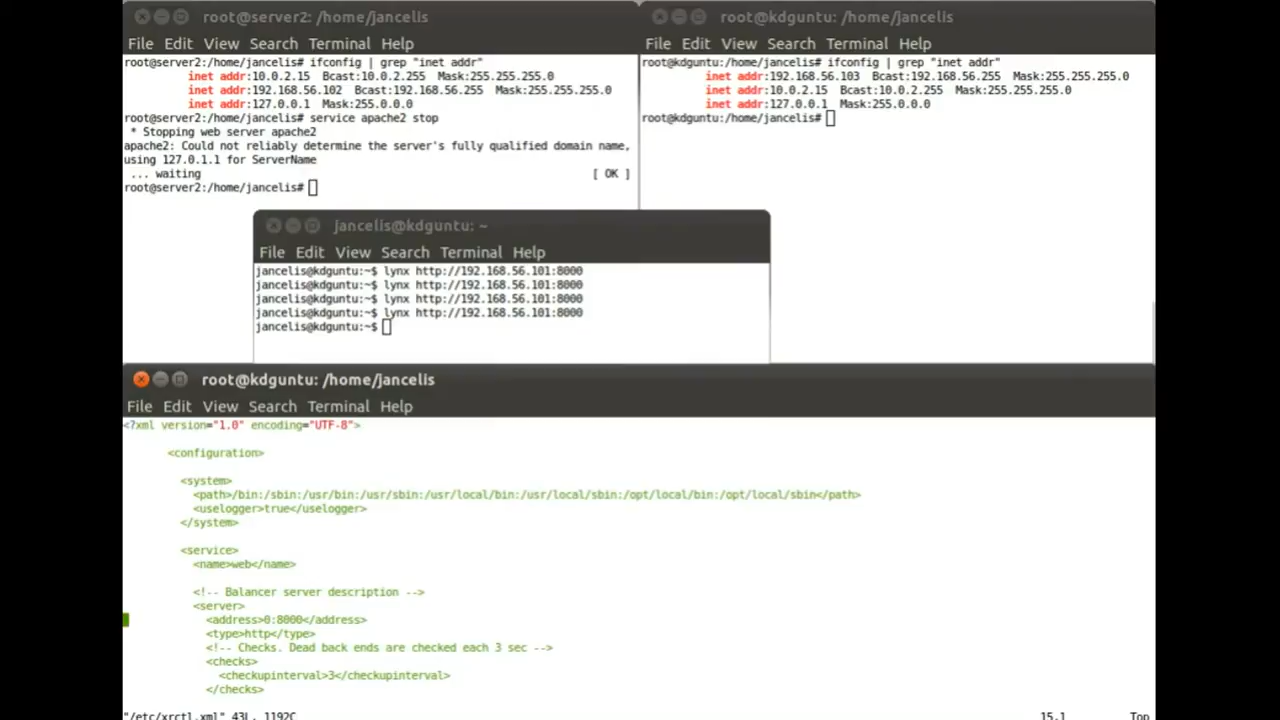 root@server2: /home/jancelis
File Edit View Search Terminal Help
root@server2:/home/jancelis# ifconfig | grep "inet addr"
inet addr:10.0.2.15 Bcast:10.0.2.255 Mask:255.255.255.0
inet addr:192.168.56.102 Bcast:192.168.56.255 Mask:255.255.255.0
inet addr:127.0.0.1 Mask:255.0.0.0
root@server2:/home/jancelis# service apache2 stop
* Stopping web server apache2
apache2: Could not reliably determine the server's fully qualified domain name,
using 127.0.1.1 for ServerName
... waiting [ OK ]
root@server2:/home/jancelis#
root@kdguntu: /home/jancelis
File Edit View Search Terminal Help
root@kdguntu:/home/jancelis# ifconfig | grep "inet addr"
inet addr:192.168.56.103 Bcast:192.168.56.255 Mask:255.255.255.0
inet addr:10.0.2.15 Bcast:10.0.2.255 Mask:255.255.255.0
inet addr:127.0.0.1 Mask:255.0.0.0
root@kdguntu:/home/jancelis#
jancelis@kdguntu: ~
File Edit View Search Terminal Help
jancelis@kdguntu:~$ lynx http://192.168.56.101:8000
jancelis@kdguntu:~$ lynx http://192.168.56.101:8000
jancelis@kdguntu:~$ lynx http://192.168.56.101:8000
jancelis@kdguntu:~$ lynx http://192.168.56.101:8000
jancelis@kdguntu:~$
root@kdguntu: /home/jancelis
File Edit View Search Terminal Help
<?xml version="1.0" encoding="UTF-8">
<configuration>
<system>
<path>/bin:/sbin:/usr/bin:/usr/sbin:/usr/local/bin:/usr/local/sbin:/opt/local/bin:/opt/local/sbin</path>
<uselogger>true</uselogger>
</system>
<service>
<name>web</name>
<!-- Balancer server description -->
<server>
<address>0:8000</address>
<type>http</type>
<!-- Checks. Dead back ends are checked each 3 sec -->
<checks>
<checkupinterval>3</checkupinterval>
</checks>
"/etc/xrctl.xml" 43L, 1192C 15,1 Top